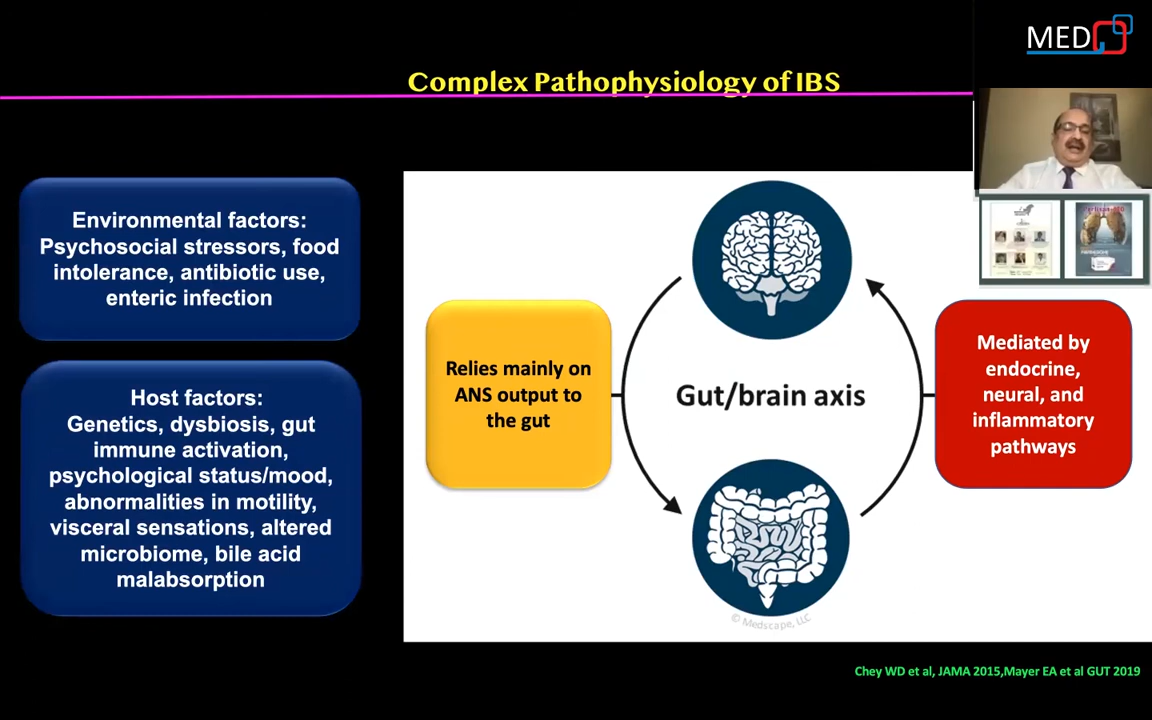 MED
Complex Pathophysiology of IBS
Environmental factors:
Psychosocial stressors, food
intolerance, antibiotic use,
enteric infection
Host factors:
Genetics, dysbiosis, gut
immune activation,
psychological status/mood,
abnormalities in motility,
visceral sensations, altered
microbiome, bile acid
malabsorption
Relies mainly on
ANS output to
the gut
Gut/brain axis
Mediated by
endocrine,
neural, and
inflammatory
pathways
© Medscape, LLC
Chey WD et al, JAMA 2015,Mayer EA et al GUT 2019